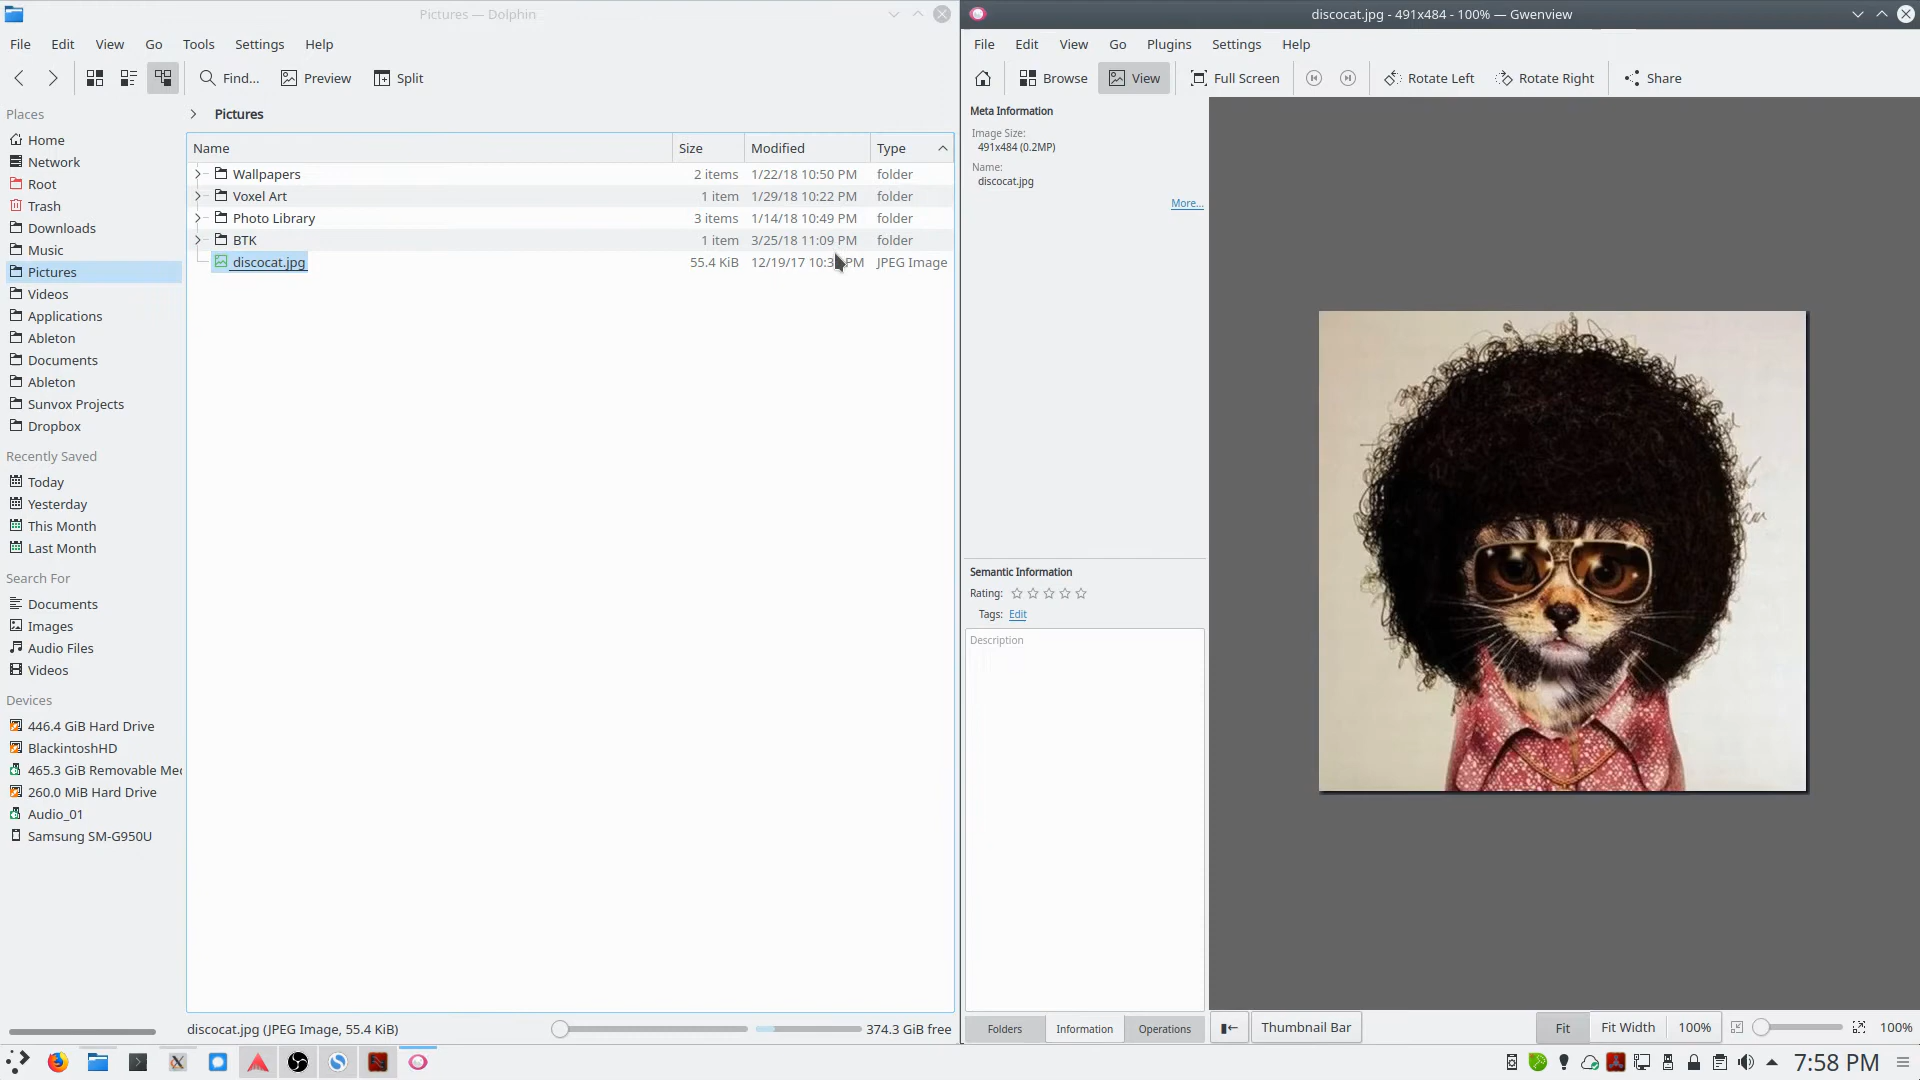 Pictures — Dolphin
File Edit View Go Tools Settings Help
Find... Preview Split
Places
Home
Network
Root
Trash
Downloads
Music
Pictures
Videos
Applications
Ableton
Documents
Ableton
Sunvox Projects
Dropbox
Recently Saved
Today
Yesterday
This Month
Last Month
Search For
Documents
Images
Audio Files
Videos
Devices
446.4 GiB Hard Drive
BlackintoshHD
465.3 GiB Removable Mec
260.0 MiB Hard Drive
Audio_01
Samsung SM-G950U
Pictures
Name Size Modified Type
Wallpapers 2 items 1/22/18 10:50 PM folder
Voxel Art 1 item 1/29/18 10:22 PM folder
Photo Library 3 items 1/14/18 10:49 PM folder
BTK 1 item 3/25/18 11:09 PM folder
discocat.jpg 55.4 KiB 12/19/17 PM JPEG Image
discocat.jpg (JPEG Image, 55.4 KiB) 374.3 GiB free
discocat.jpg - 491x484 - 100% — Gwenview
File Edit View Go Plugins Settings Help
Browse View Full Screen Rotate Left Rotate Right Share
Meta Information
Image Size:
491x484 (0.2MP)
Name:
discocat.jpg
More...
Semantic Information
Rating:
Tags: Edit
Description
Folders Information Operations Thumbnail Bar Fit Fit Width 100% 100%
7:58 PM